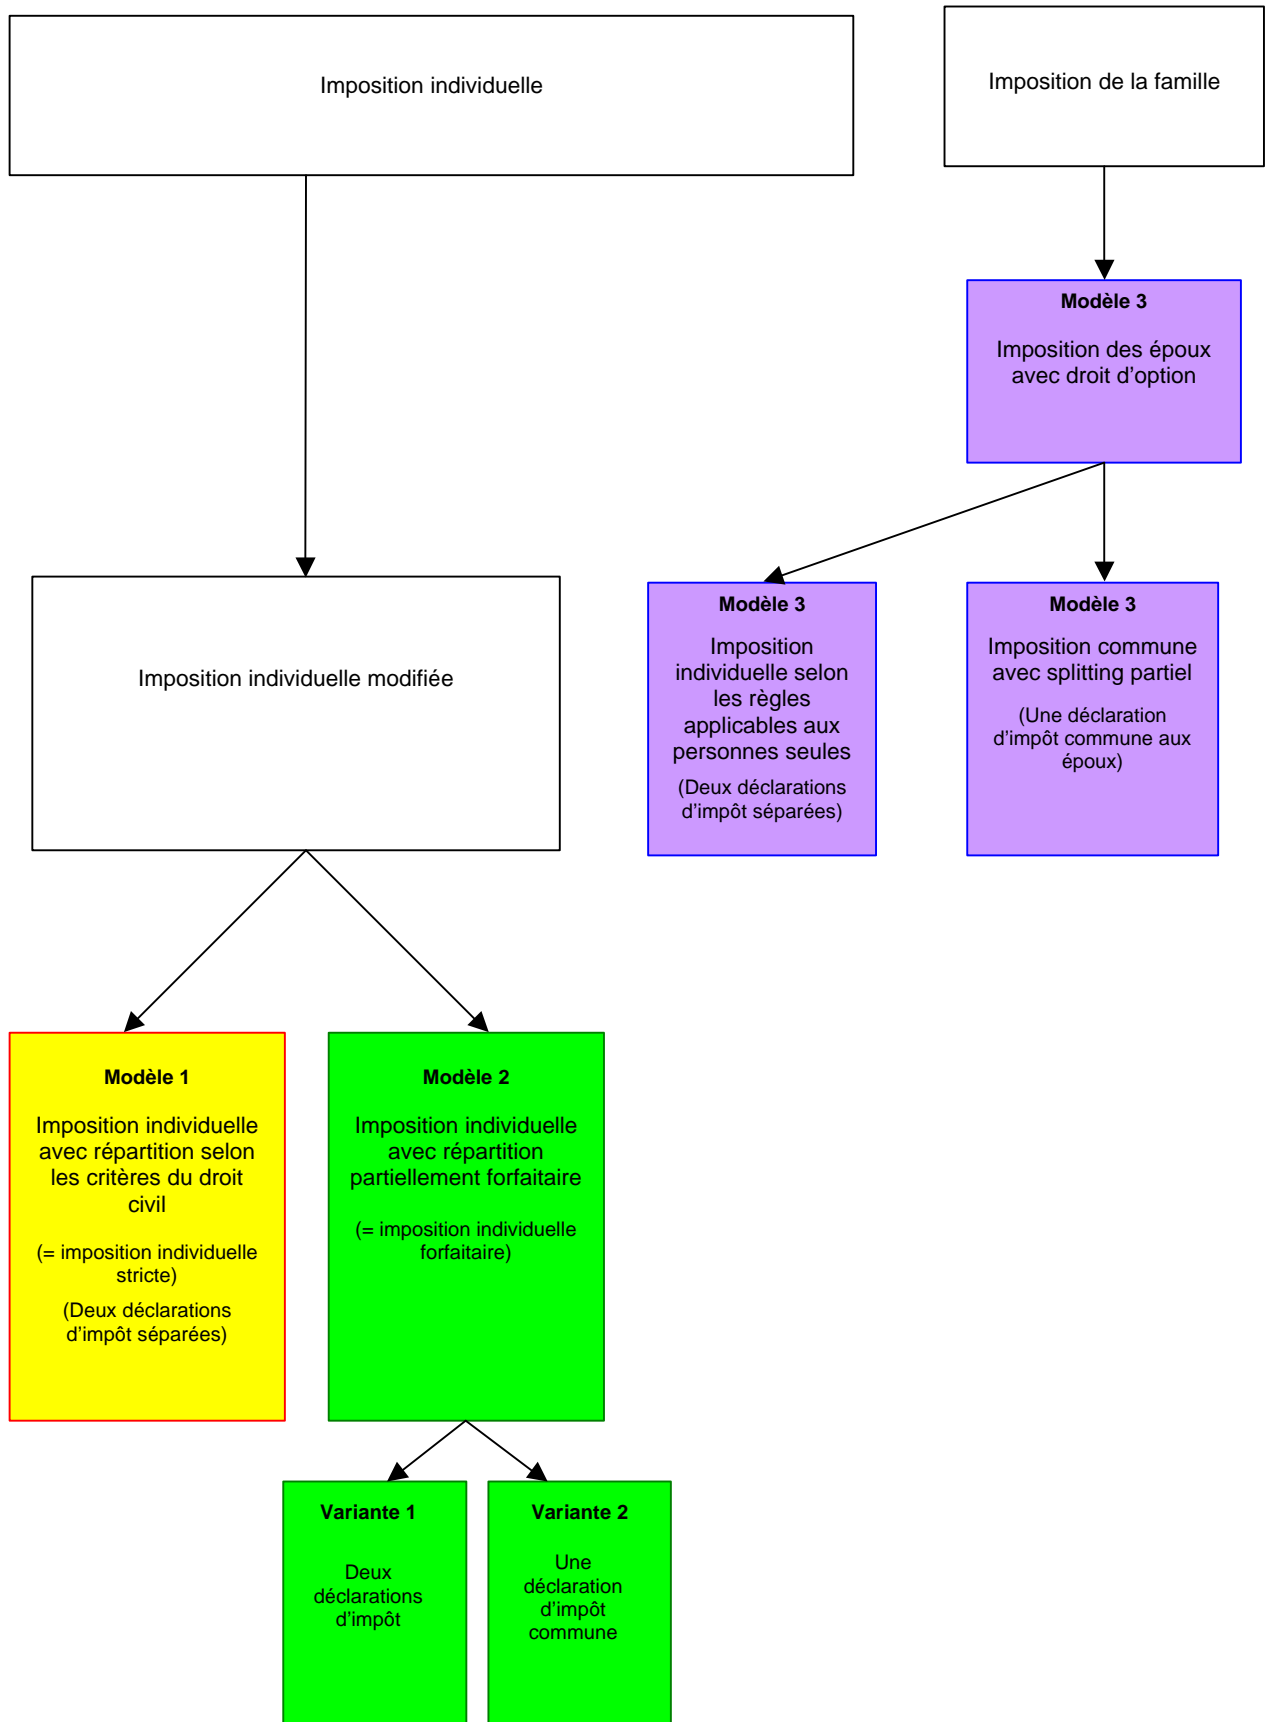 Imposition individuelle
Imposition de la famille
Modèle 3
Imposition des époux
avec droit d’option
Imposition individuelle modifiée
Modèle 3
Imposition
individuelle selon
les règles
applicables aux
personnes seules
(Deux déclarations
d’impôt séparées)
Modèle 3
Imposition commune
avec splitting partiel
(Une déclaration
d’impôt commune aux
époux)
Modèle 1
Imposition individuelle
avec répartition selon
les critères du droit
civil
(= imposition individuelle
stricte)
(Deux déclarations
d’impôt séparées)
Modèle 2
Imposition individuelle
avec répartition
partiellement forfaitaire
(= imposition individuelle
forfaitaire)
Variante 1
Deux
déclarations
d’impôt
Variante 2
Une
déclaration
d’impôt
commune